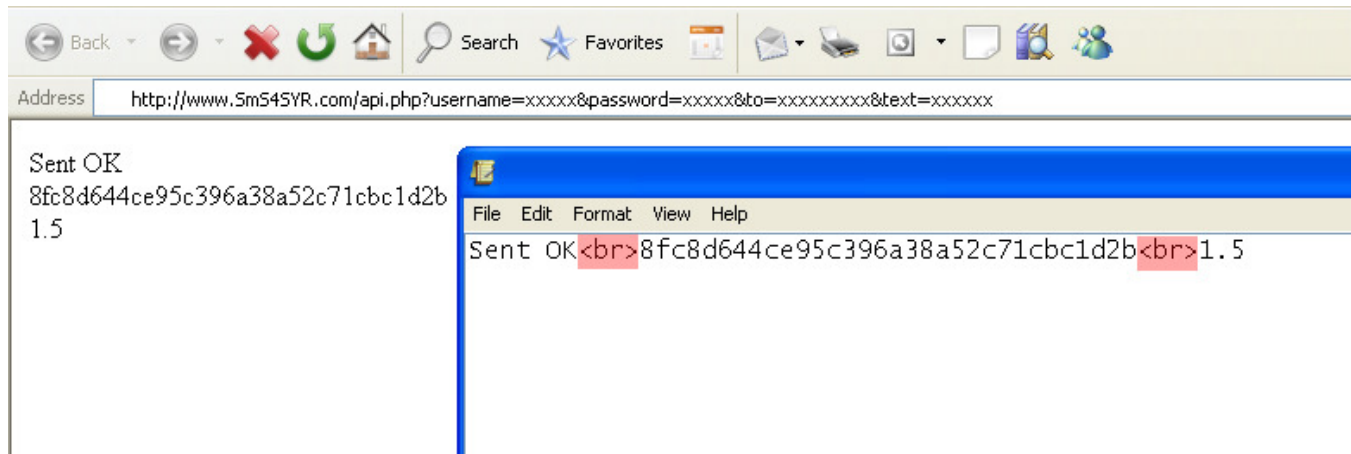 Back Search Favorites
Address http://www.SmS4SYR.com/api.php?username=xxxxx&password=xxxxx&to=xxxxxxxxx&text=xxxxxx
Sent OK
8fc8d644ce95c396a38a52c71cbc1d2b
1.5
File Edit Format View Help
Sent OK<br>8fc8d644ce95c396a38a52c71cbc1d2b<br>1.5